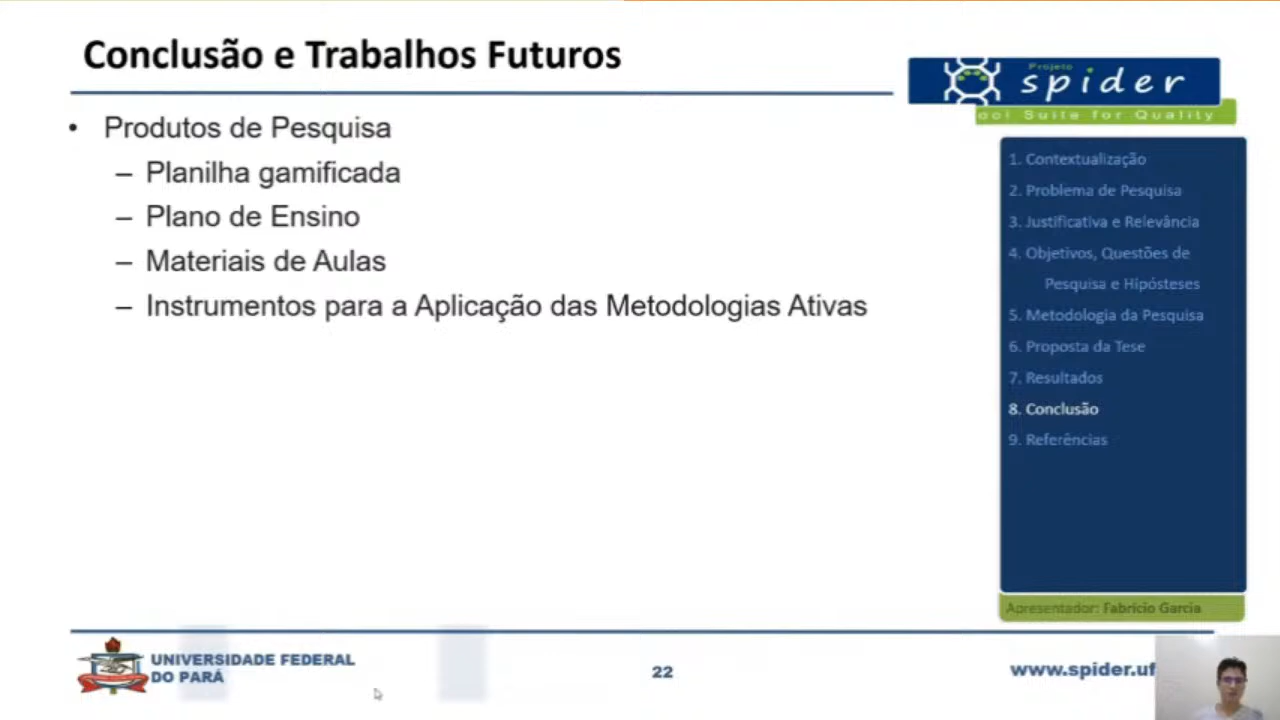 Conclusão e Trabalhos Futuros
Projeto
spider
ool Suite for Quality
• Produtos de Pesquisa
– Planilha gamificada
– Plano de Ensino
– Materiais de Aulas
– Instrumentos para a Aplicação das Metodologias Ativas
1. Contextualização
2. Problema de Pesquisa
3. Justificativa e Relevância
4. Objetivos, Questões de
Pesquisa e Hipósteses
5. Metodologia da Pesquisa
6. Proposta da Tese
7. Resultados
8. Conclusão
9. Referências
Apresentador: Fabrício Garcia
UNIVERSIDADE FEDERAL
DO PARÁ
22
www.spider.uf